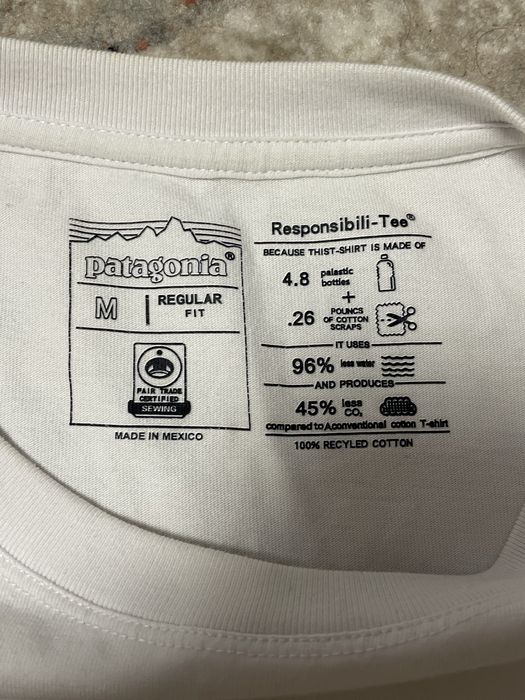 patagonia®
M | REGULAR FIT
FAIR TRADE
CERTIFIED
SEWING
MADE IN MEXICO
Responsibili-Tee®
BECAUSE THIST-SHIRT IS MADE OF
4.8 palastic bottles
+
.26 POUNCS OF COTTON SCRAPS
IT USES
96% less water
AND PRODUCES
45% less CO₂
compared to Aconventional cotton T-shirt
100% RECYLED COTTON